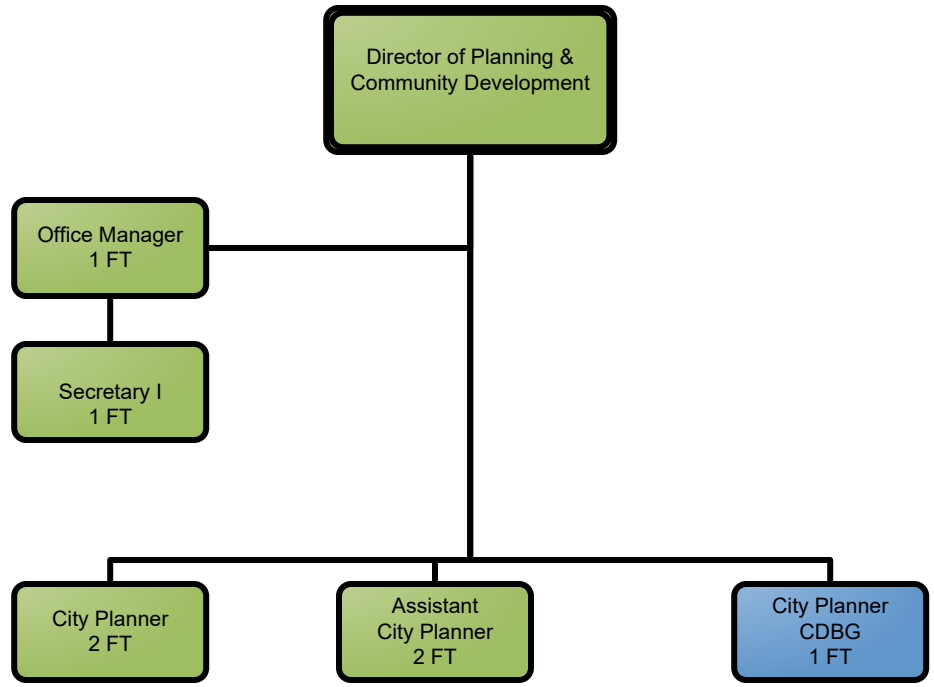 Director of Planning &
Community Development
Office Manager
1 FT
Secretary I
1 FT
City Planner
2 FT
Assistant
City Planner
2 FT
City Planner
CDBG
1 FT